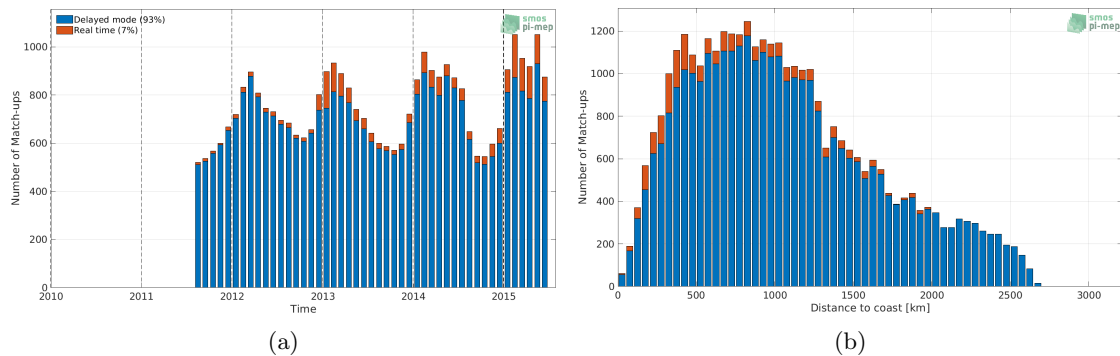 Delayed mode (93%)
Real time (7%)
smos
pi-mep
Number of Match-ups
1000
800
600
400
200
0
2010
2011
2012
2013
2014
2015
Time
(a)
smos
pi-mep
Number of Match-ups
1200
1000
800
600
400
200
0
0
500
1000
1500
2000
2500
3000
Distance to coast [km]
(b)